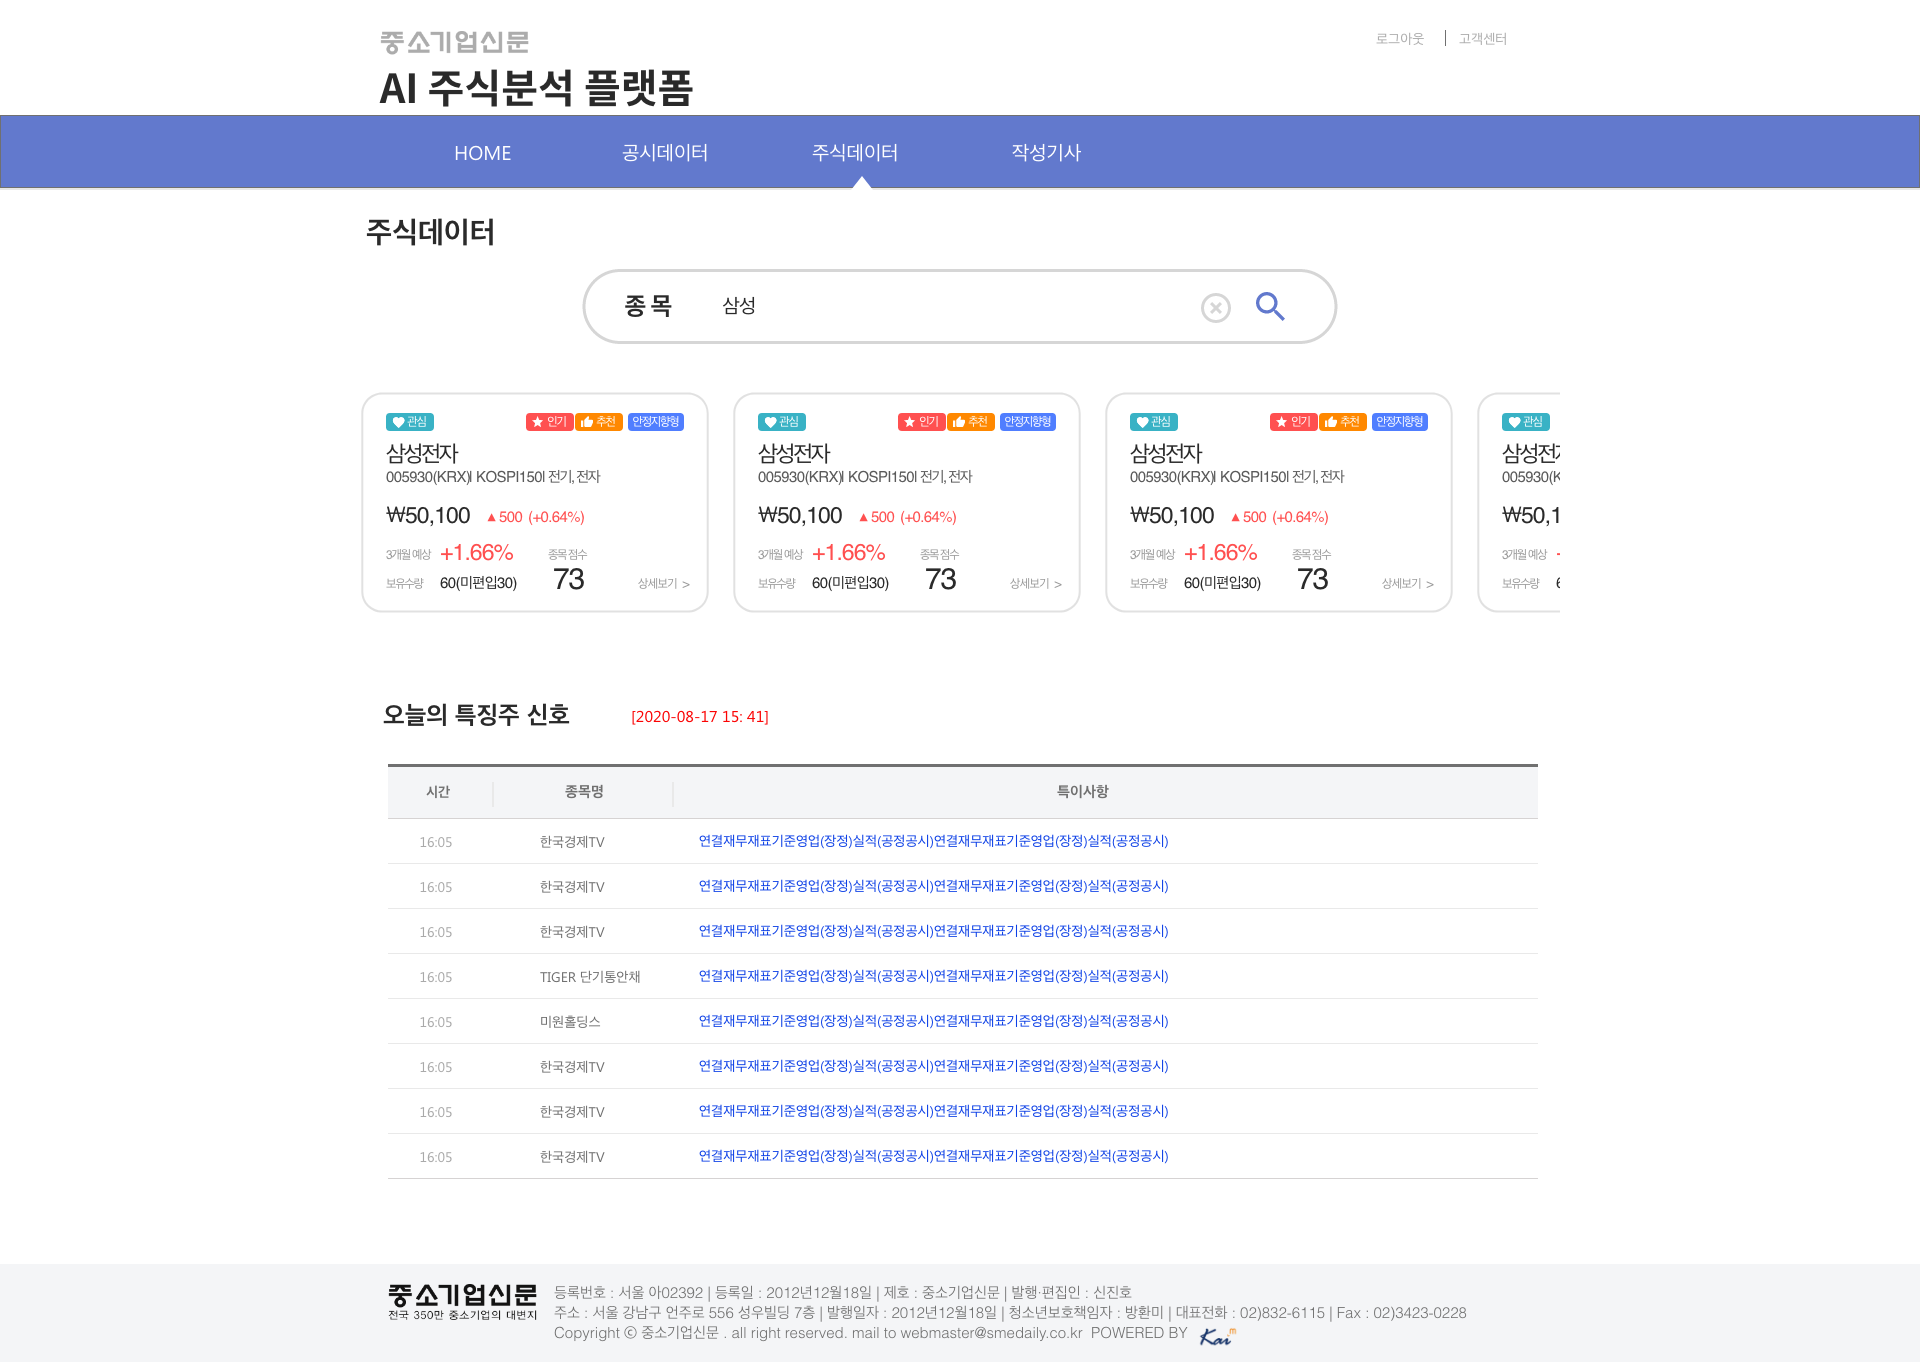 중소기업신문
로그아웃 | 고객센터
AI 주식분석 플랫폼
HOME 공시데이터 주식데이터 작성기사
주식데이터
종 목 삼성
관심 인기 추천 안정지향형
삼성전자
005930(KRX)I KOSPI150I 전기, 전자
₩50,100 ▲500 (+0.64%)
3개월 예상 +1.66% 종목 점수
보유수량 60(미편입30) 73 상세보기 >
관심 인기 추천 안정지향형
삼성전자
005930(KRX)I KOSPI150I 전기, 전자
₩50,100 ▲500 (+0.64%)
3개월 예상 +1.66% 종목 점수
보유수량 60(미편입30) 73 상세보기 >
관심 인기 추천 안정지향형
삼성전자
005930(KRX)I KOSPI150I 전기, 전자
₩50,100 ▲500 (+0.64%)
3개월 예상 +1.66% 종목 점수
보유수량 60(미편입30) 73 상세보기 >
관심
삼성전
005930(K
₩50,1
3개월 예상
보유수량
오늘의 특징주 신호 [2020-08-17 15: 41]
시간 종목명 특이사항
16:05 한국경제TV 연결재무재표기준영업(장정)실적(공정공시)연결재무재표기준영업(장정)실적(공정공시)
16:05 한국경제TV 연결재무재표기준영업(장정)실적(공정공시)연결재무재표기준영업(장정)실적(공정공시)
16:05 한국경제TV 연결재무재표기준영업(장정)실적(공정공시)연결재무재표기준영업(장정)실적(공정공시)
16:05 TIGER 단기통안채 연결재무재표기준영업(장정)실적(공정공시)연결재무재표기준영업(장정)실적(공정공시)
16:05 미원홀딩스 연결재무재표기준영업(장정)실적(공정공시)연결재무재표기준영업(장정)실적(공정공시)
16:05 한국경제TV 연결재무재표기준영업(장정)실적(공정공시)연결재무재표기준영업(장정)실적(공정공시)
16:05 한국경제TV 연결재무재표기준영업(장정)실적(공정공시)연결재무재표기준영업(장정)실적(공정공시)
16:05 한국경제TV 연결재무재표기준영업(장정)실적(공정공시)연결재무재표기준영업(장정)실적(공정공시)
중소기업신문
전국 350만 중소기업의 대변지
등록번호 : 서울 아02392 | 등록일 : 2012년12월18일 | 제호 : 중소기업신문 | 발행·편집인 : 신진호
주소 : 서울 강남구 언주로 556 성우빌딩 7층 | 발행일자 : 2012년12월18일 | 청소년보호책임자 : 방환미 | 대표전화 : 02)832-6115 | Fax : 02)3423-0228
Copyright ⓒ 중소기업신문 . all right reserved. mail to webmaster@smedaily.co.kr POWERED BY Kai m